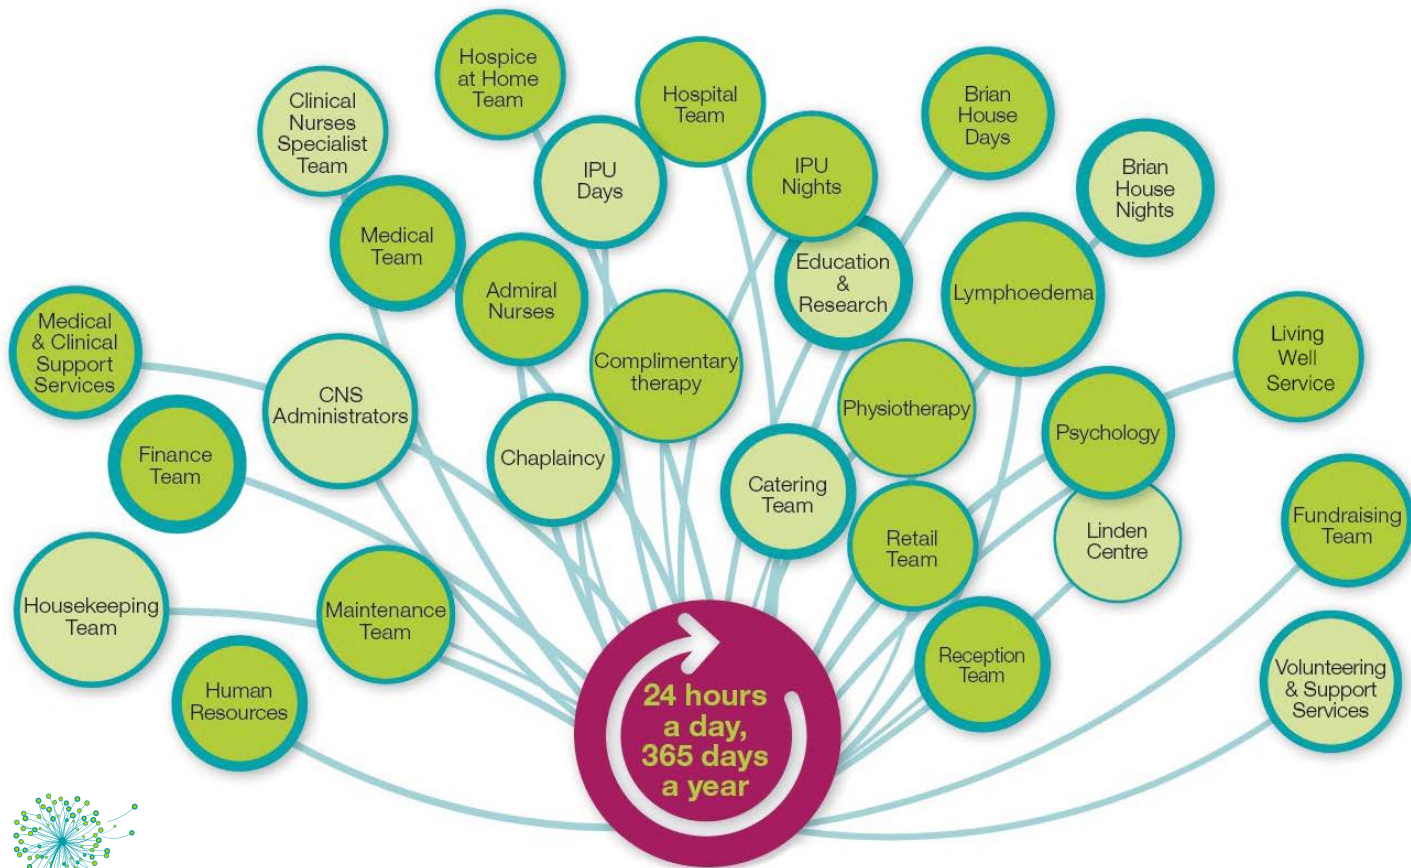 Hospice
at Home
Team
Clinical
Nurses
Specialist
Team
Hospital
Team
Brian
House
Days
IPU
Days
IPU
Nights
Brian
House
Nights
Medical
Team
Admiral
Nurses
Education
&
Research
Lymphoedema
Medical
& Clinical
Support
Services
CNS
Administrators
Complimentary
therapy
Physiotherapy
Psychology
Living
Well
Service
Finance
Team
Chaplaincy
Catering
Team
Retail
Team
Linden
Centre
Fundraising
Team
Housekeeping
Team
Maintenance
Team
Human
Resources
Reception
Team
Volunteering
& Support
Services
24 hours
a day,
365 days
a year